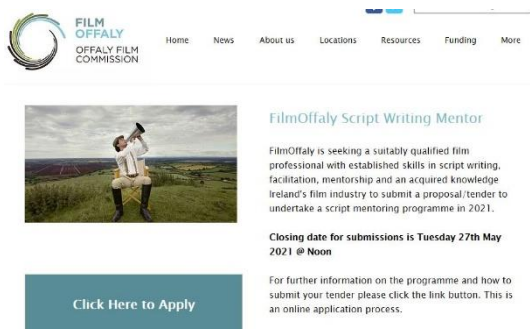 FILM
OFFALY
OFFALY FILM
COMMISSION
Home News About us Locations Resources Funding More
FilmOffaly Script Writing Mentor
FilmOffaly is seeking a suitably qualified film
professional with established skills in script writing,
facilitation, mentorship and an acquired knowledge
Ireland's film industry to submit a proposal/tender to
undertake a script mentoring programme in 2021.
Closing date for submissions is Tuesday 27th May
2021 @ Noon
For further information on the programme and how to
submit your tender please click the link button. This is
an online application process.
Click Here to Apply